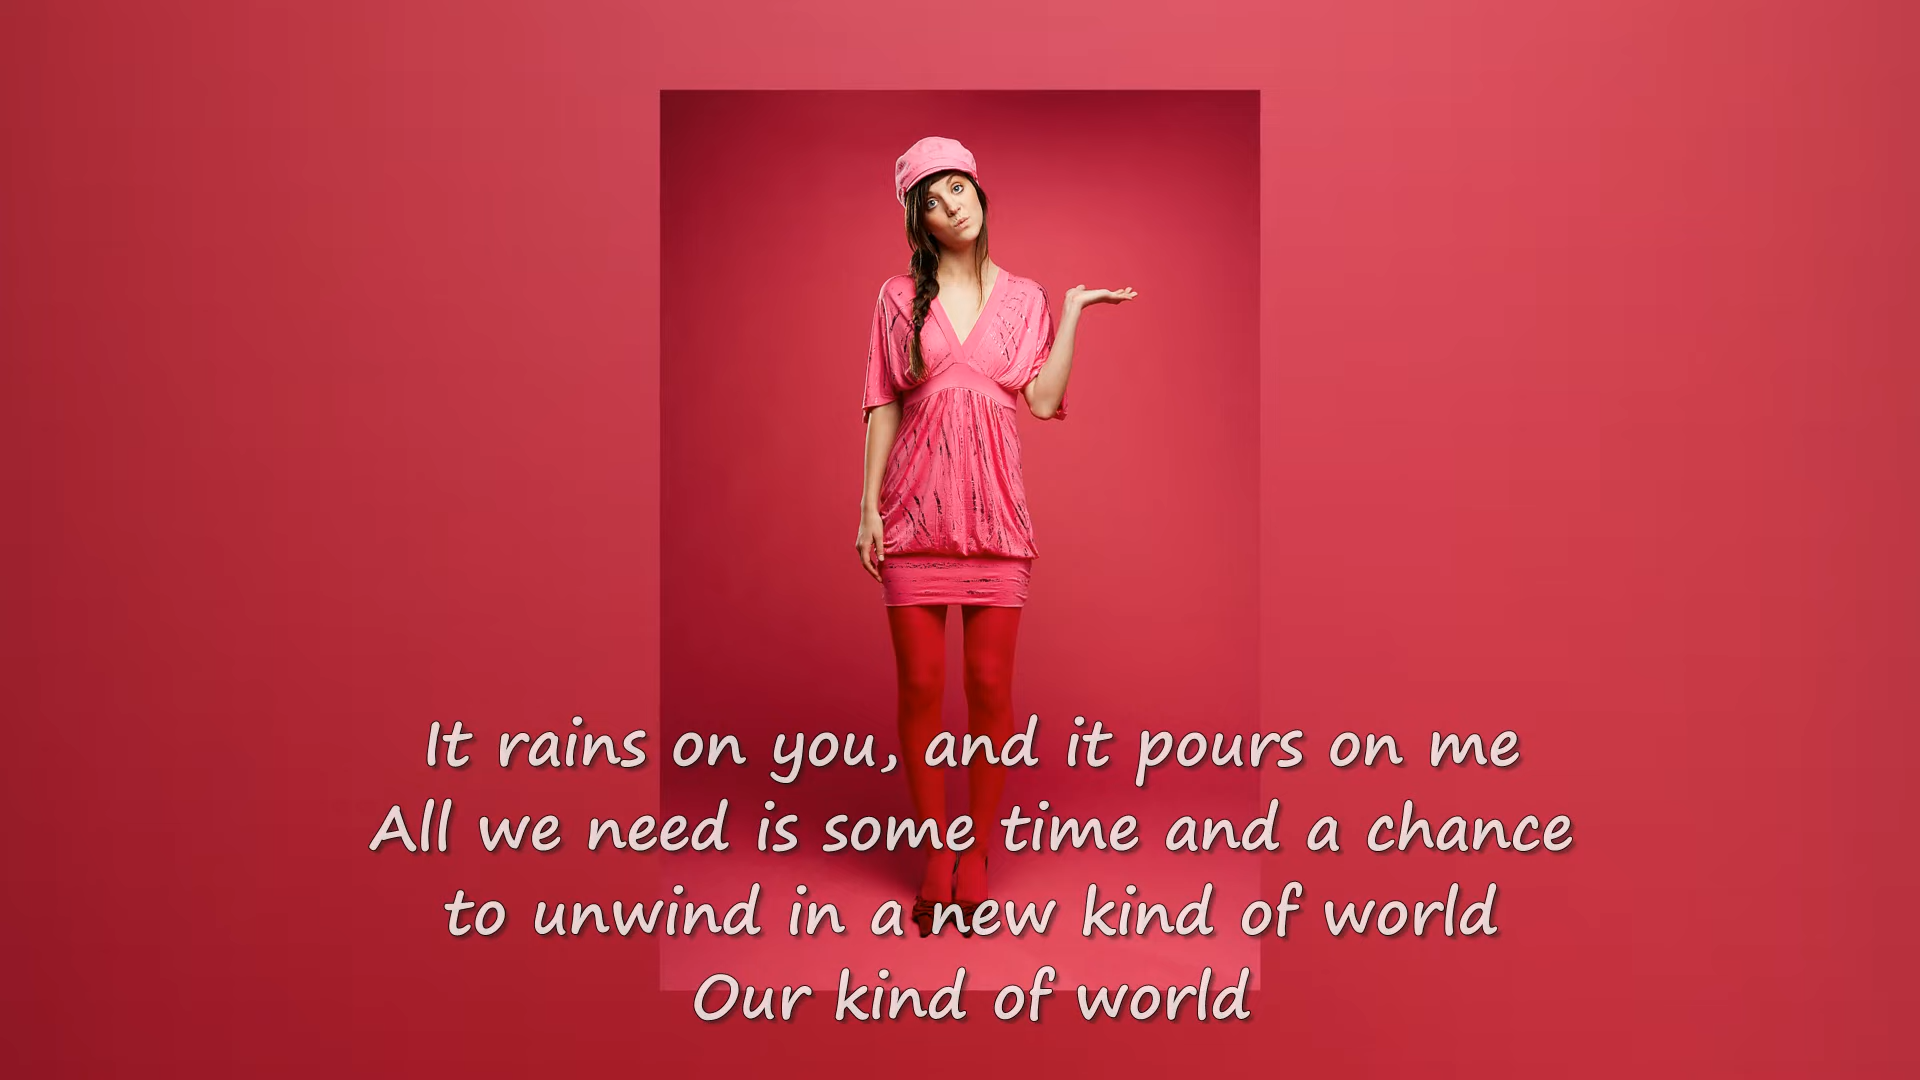 It rains on you, and it pours on me
All we need is some time and a chance
to unwind in a new kind of world
Our kind of world